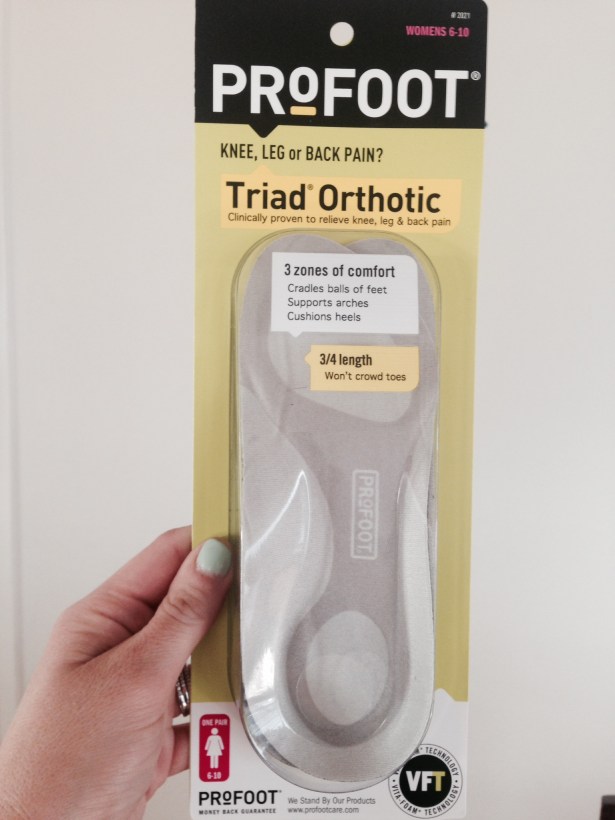 # 2021
WOMENS 6-10
PROFOOT®
KNEE, LEG or BACK PAIN?
Triad® Orthotic
Clinically proven to relieve knee, leg & back pain
3 zones of comfort
Cradles balls of feet
Supports arches
Cushions heels
3/4 length
Won't crowd toes
PROFOOT
ONE PAIR
6-10
PROFOOT
MONEY BACK GUARANTEE
We Stand By Our Products
www.profootcare.com
VFT
VITA-FOAM® TECHNOLOGY
TECHNOLOGY